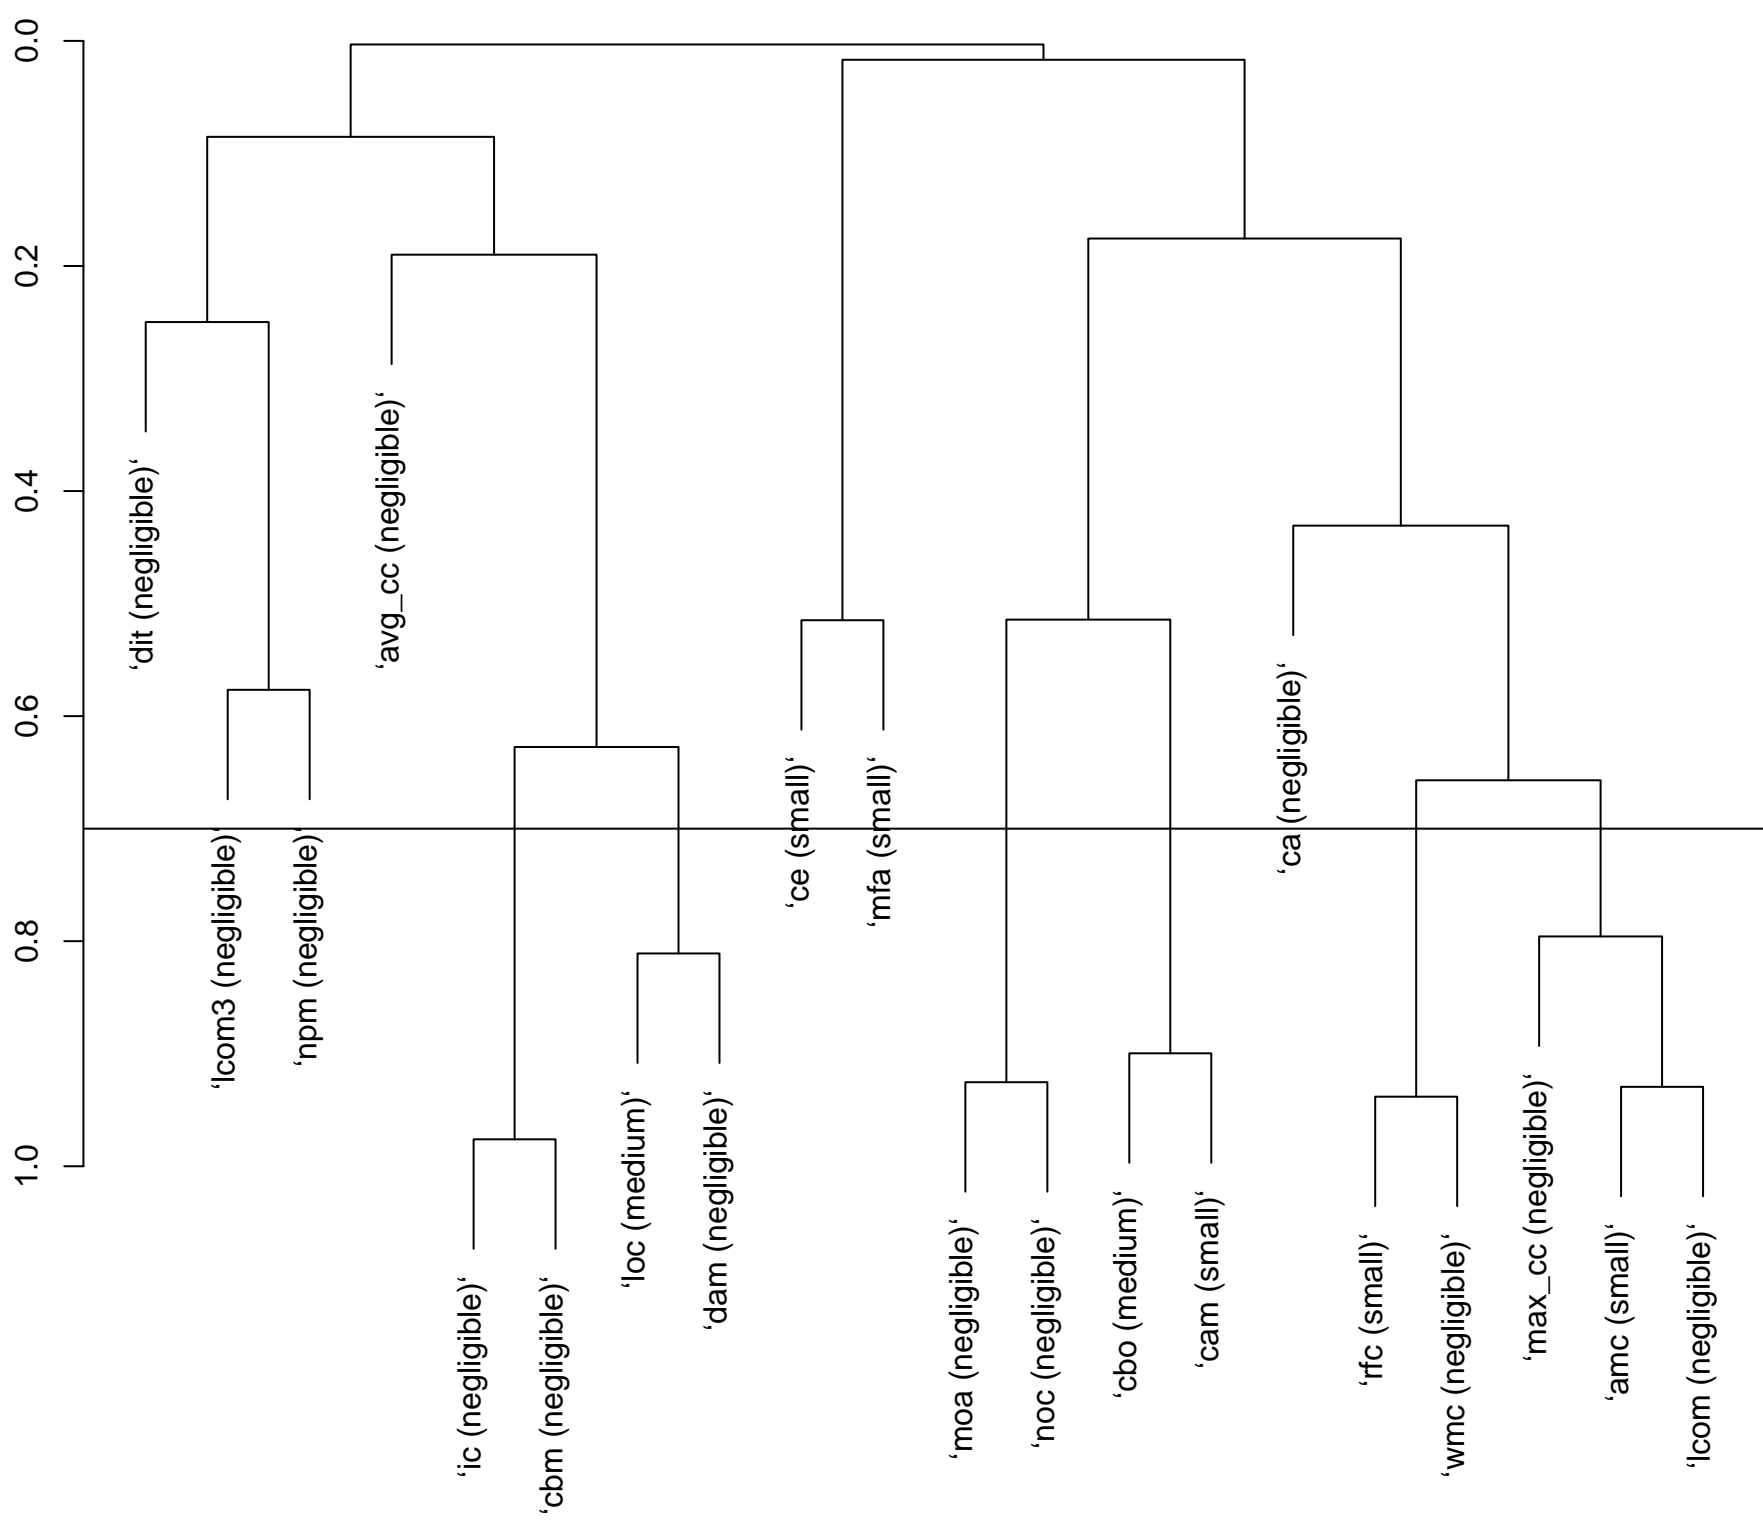 0.0
0.2
0.4
0.6
0.8
1.0
‘dit (negligible)‘
‘lcom3 (negligible)‘
‘npm (negligible)‘
‘avg_cc (negligible)‘
‘ic (negligible)‘
‘cbm (negligible)‘
‘loc (medium)‘
‘dam (negligible)‘
‘ce (small)‘
‘mfa (small)‘
‘moa (negligible)‘
‘noc (negligible)‘
‘cbo (medium)‘
‘cam (small)‘
‘ca (negligible)‘
‘rfc (small)‘
‘wmc (negligible)‘
‘max_cc (negligible)‘
‘amc (small)‘
‘lcom (negligible)‘